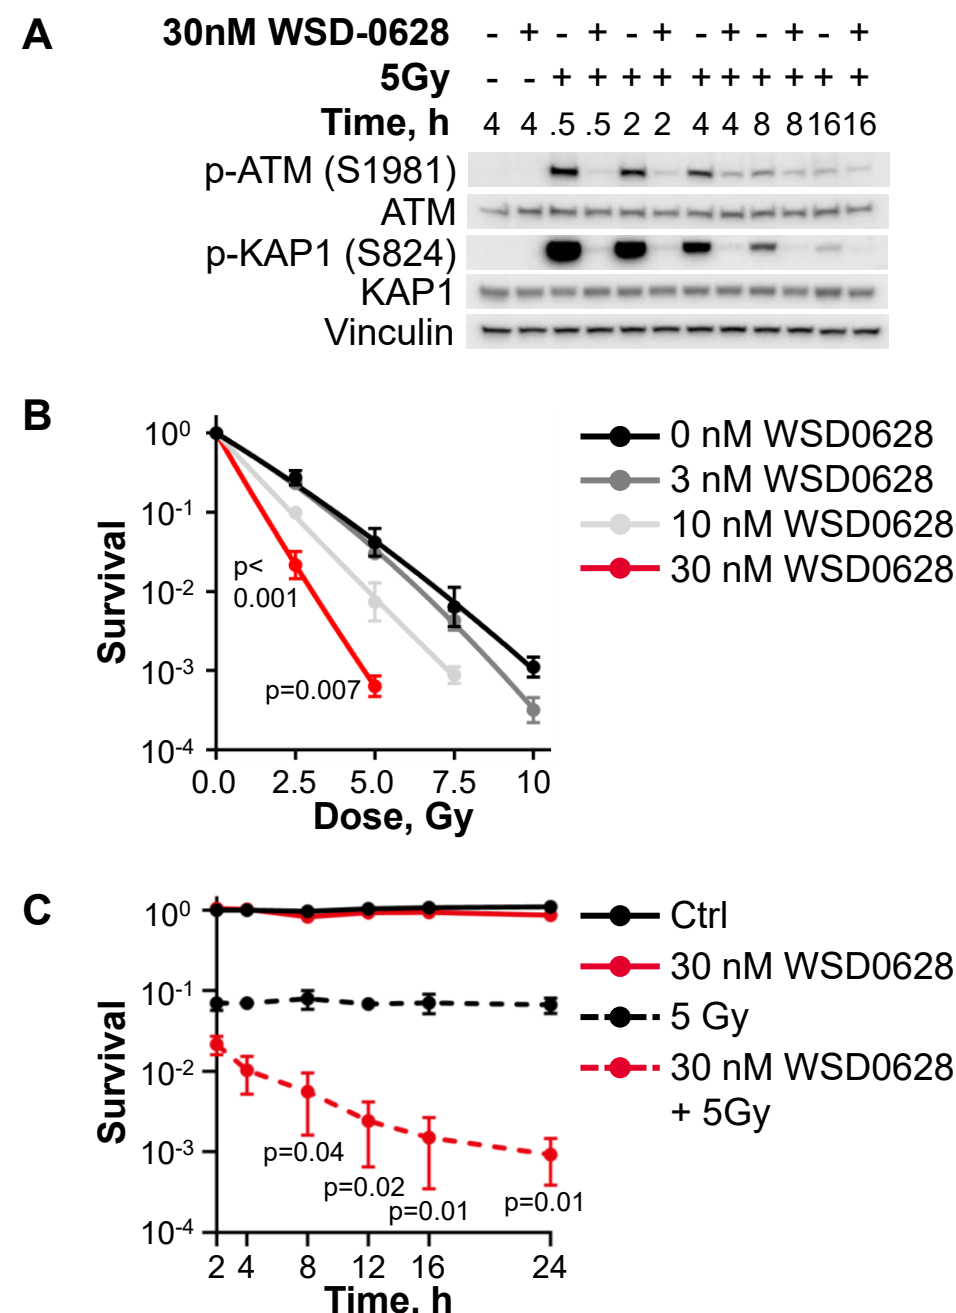 A
30nM WSD-0628 - + - + - + - + - + - +
5Gy - - + + + + + + + + + +
Time, h 4 4 .5 .5 2 2 4 4 8 8 16 16
p-ATM (S1981)
ATM
p-KAP1 (S824)
KAP1
Vinculin
B
Survival
10⁰
10⁻¹
10⁻²
10⁻³
10⁻⁴
p<
0.001
p=0.007
0.0 2.5 5.0 7.5 10
Dose, Gy
0 nM WSD0628
3 nM WSD0628
10 nM WSD0628
30 nM WSD0628
C
Survival
10⁰
10⁻¹
10⁻²
10⁻³
10⁻⁴
p=0.04
p=0.02
p=0.01
p=0.01
2 4 8 12 16 24
Time, h
Ctrl
30 nM WSD0628
5 Gy
30 nM WSD0628
+ 5Gy